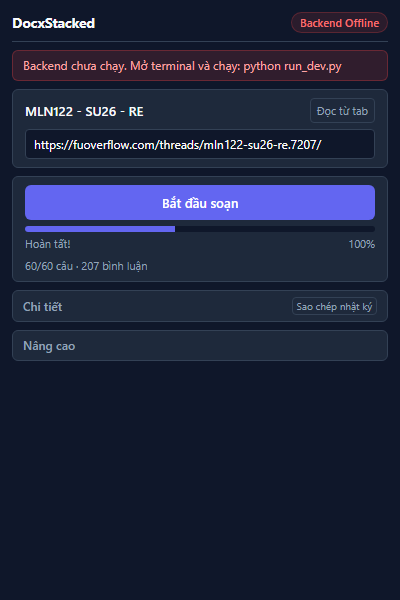 DocxStacked
Backend Offline
Backend chưa chạy. Mở terminal và chạy: python run_dev.py
MLN122 - SU26 - RE
Đọc từ tab
https://fuoverflow.com/threads/mln122-su26-re.7207/
Bắt đầu soạn
Hoàn tất!
100%
60/60 câu · 207 bình luận
Chi tiết
Sao chép nhật ký
Nâng cao